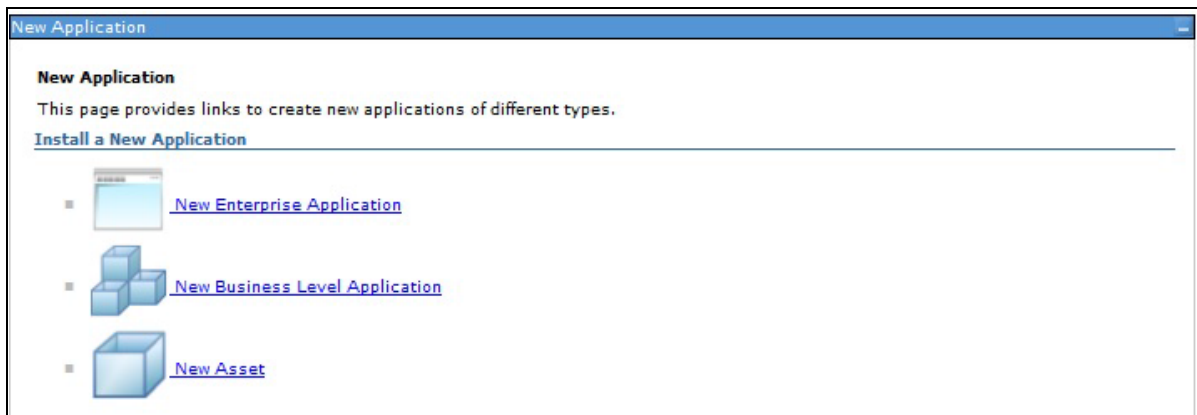 New Application
New Application
This page provides links to create new applications of different types.
Install a New Application
New Enterprise Application
New Business Level Application
New Asset